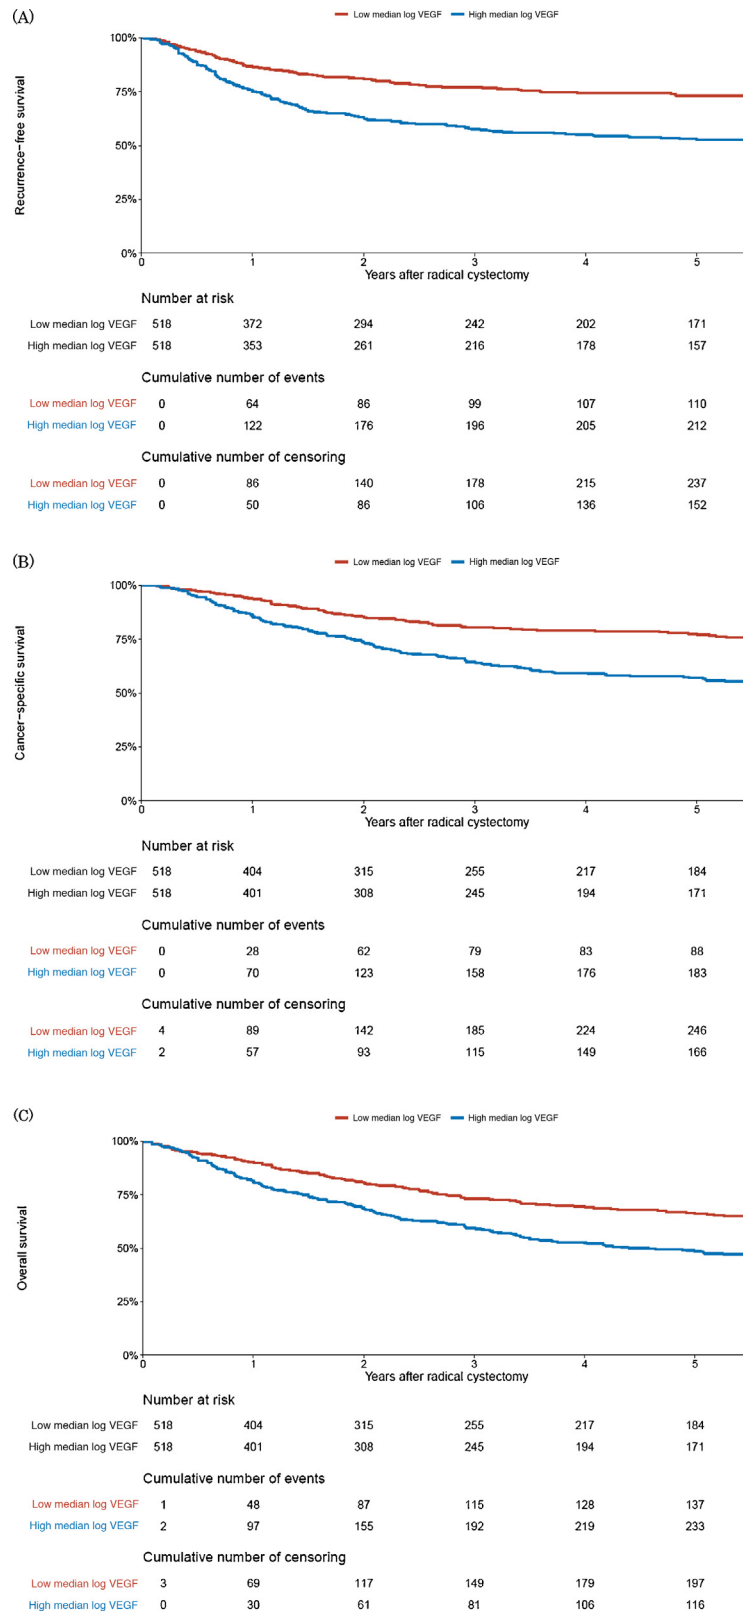 (A)
Low median log VEGF High median log VEGF
100%
75%
50%
25%
0%
Recurrence-free survival
0 1 2 3 4 5
Years after radical cystectomy
Number at risk
Low median log VEGF 518 372 294 242 202 171
High median log VEGF 518 353 261 216 178 157
Cumulative number of events
Low median log VEGF 0 64 86 99 107 110
High median log VEGF 0 122 176 196 205 212
Cumulative number of censoring
Low median log VEGF 0 86 140 178 215 237
High median log VEGF 0 50 86 106 136 152
(B)
Low median log VEGF High median log VEGF
100%
75%
50%
25%
0%
Cancer-specific survival
0 1 2 3 4 5
Years after radical cystectomy
Number at risk
Low median log VEGF 518 404 315 255 217 184
High median log VEGF 518 401 308 245 194 171
Cumulative number of events
Low median log VEGF 0 28 62 79 83 88
High median log VEGF 0 70 123 158 176 183
Cumulative number of censoring
Low median log VEGF 4 89 142 185 224 246
High median log VEGF 2 57 93 115 149 166
(C)
Low median log VEGF High median log VEGF
100%
75%
50%
25%
0%
Overall survival
0 1 2 3 4 5
Years after radical cystectomy
Number at risk
Low median log VEGF 518 404 315 255 217 184
High median log VEGF 518 401 308 245 194 171
Cumulative number of events
Low median log VEGF 1 48 87 115 128 137
High median log VEGF 2 97 155 192 219 233
Cumulative number of censoring
Low median log VEGF 3 69 117 149 179 197
High median log VEGF 0 30 61 81 106 116